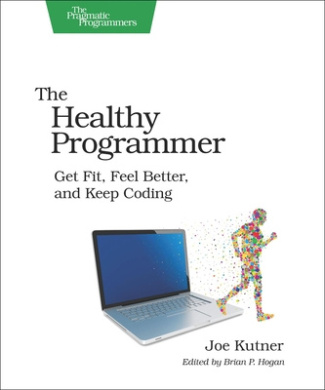 The
Pragmatic
Programmers
The
Healthy
Programmer
Get Fit, Feel Better,
and Keep Coding
Joe Kutner
Edited by Brian P. Hogan